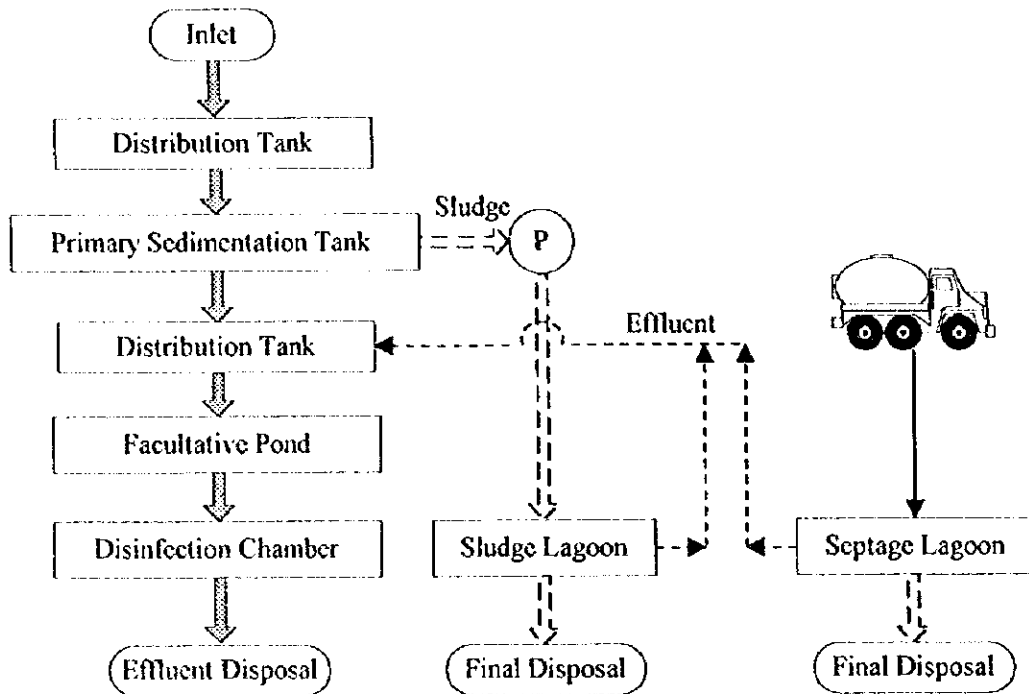 Inlet
Distribution Tank
Sludge
Primary Sedimentation Tank
P
Effluent
Distribution Tank
Facultative Pond
Disinfection Chamber
Sludge Lagoon
Septage Lagoon
Effluent Disposal
Final Disposal
Final Disposal